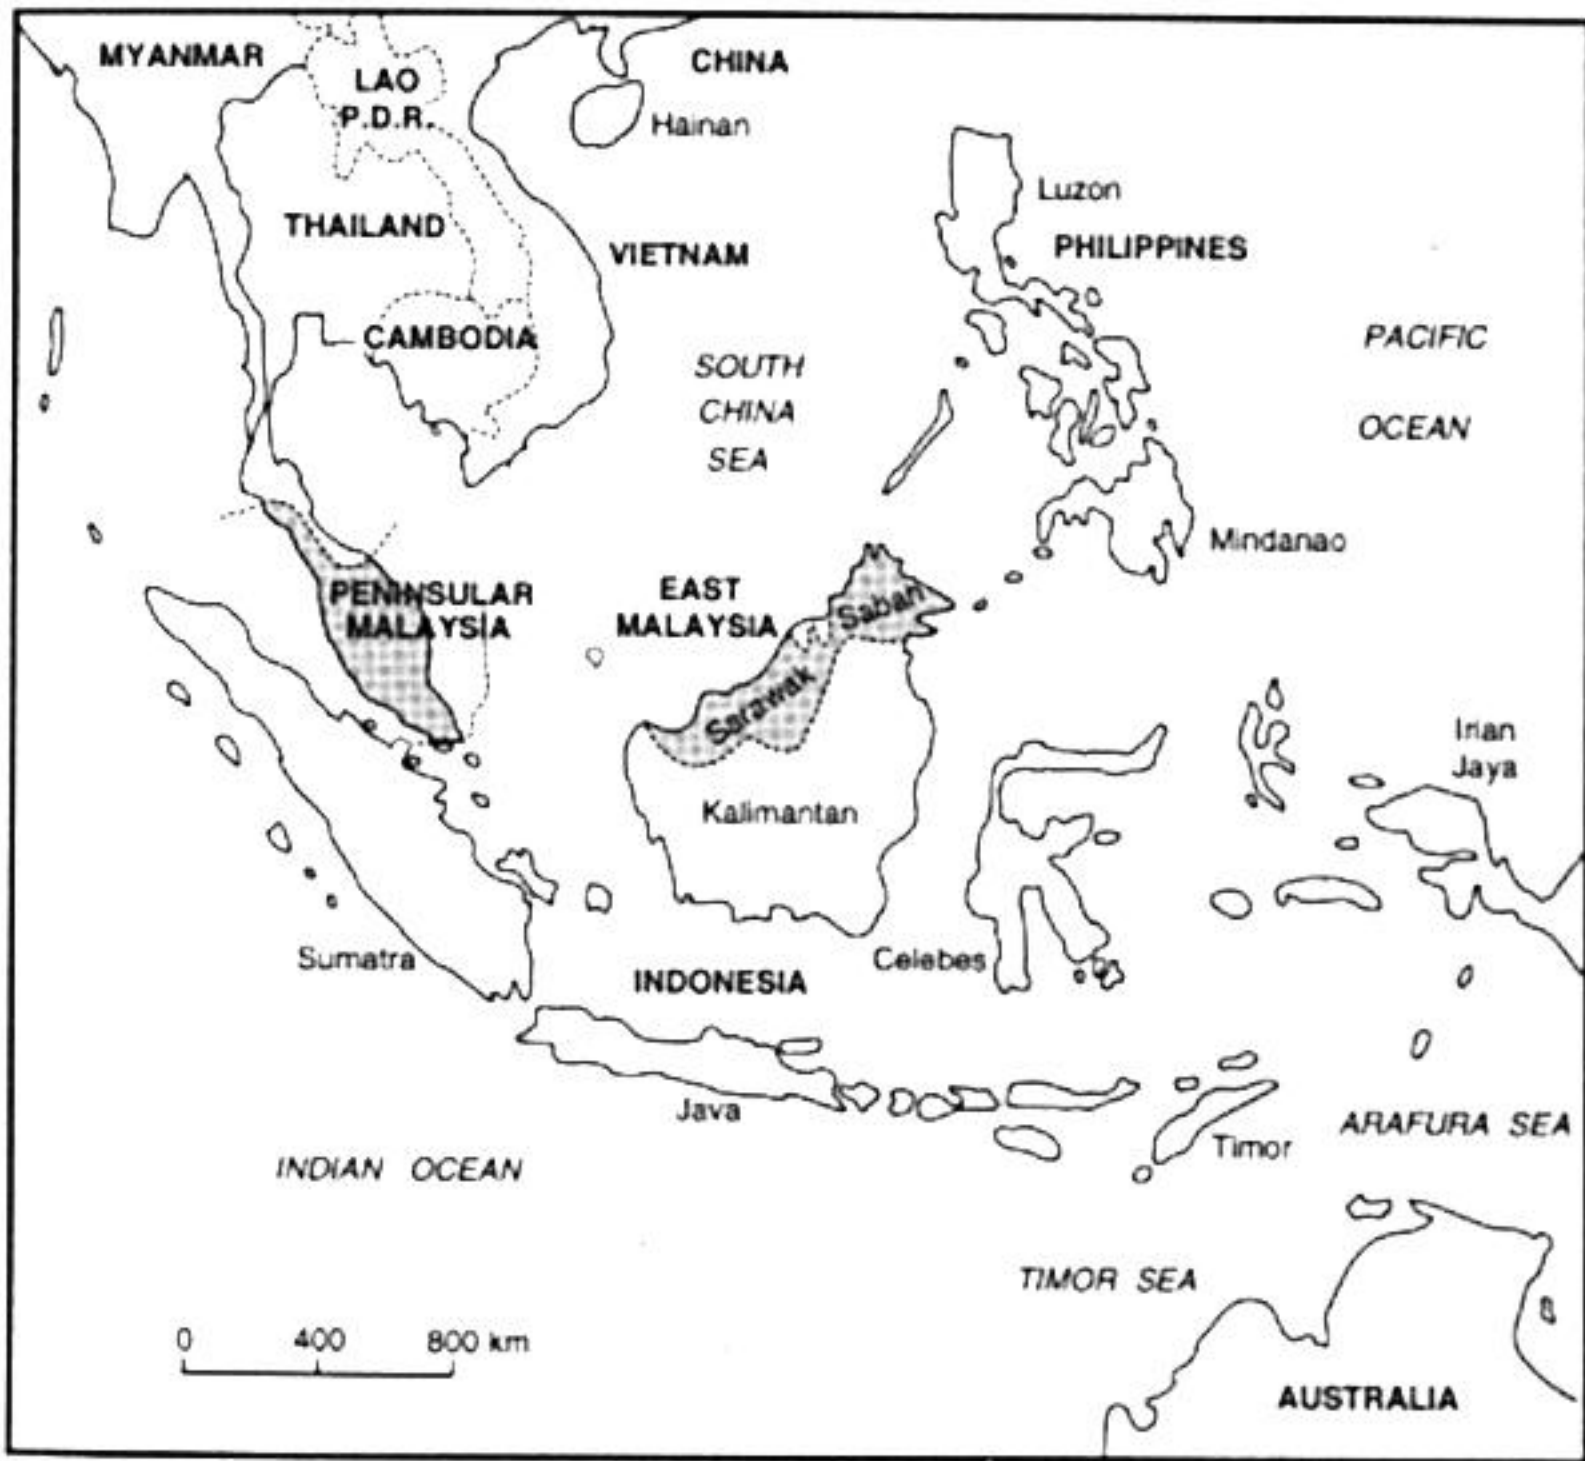 MYANMAR
LAO
P.D.R.
CHINA
Hainan
Luzon
THAILAND
VIETNAM
PHILIPPINES
CAMBODIA
SOUTH
CHINA
SEA
PACIFIC
OCEAN
Mindanao
PENINSULAR
MALAYSIA
EAST
MALAYSIA
Sabah
Sarawak
Irian
Jaya
Kalimantan
Sumatra
INDONESIA
Celebes
Java
Timor
ARAFURA SEA
INDIAN OCEAN
TIMOR SEA
0 400 800 km
AUSTRALIA